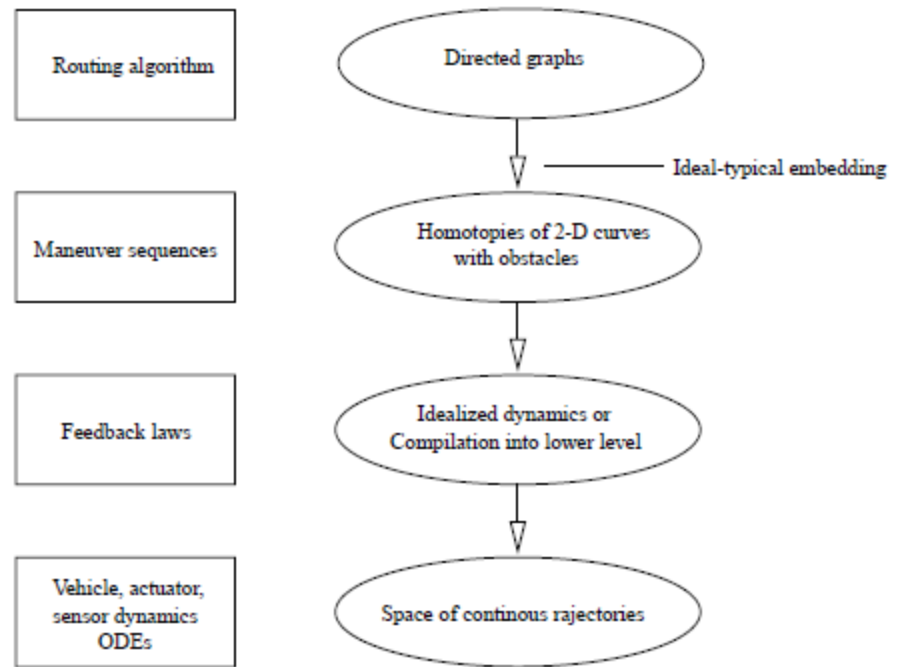 Routing algorithm
Directed graphs
Ideal-typical embedding
Maneuver sequences
Homotopies of 2-D curves
with obstacles
Feedback laws
Idealized dynamics or
Compilation into lower level
Vehicle, actuator,
sensor dynamics
ODEs
Space of continous rajectories